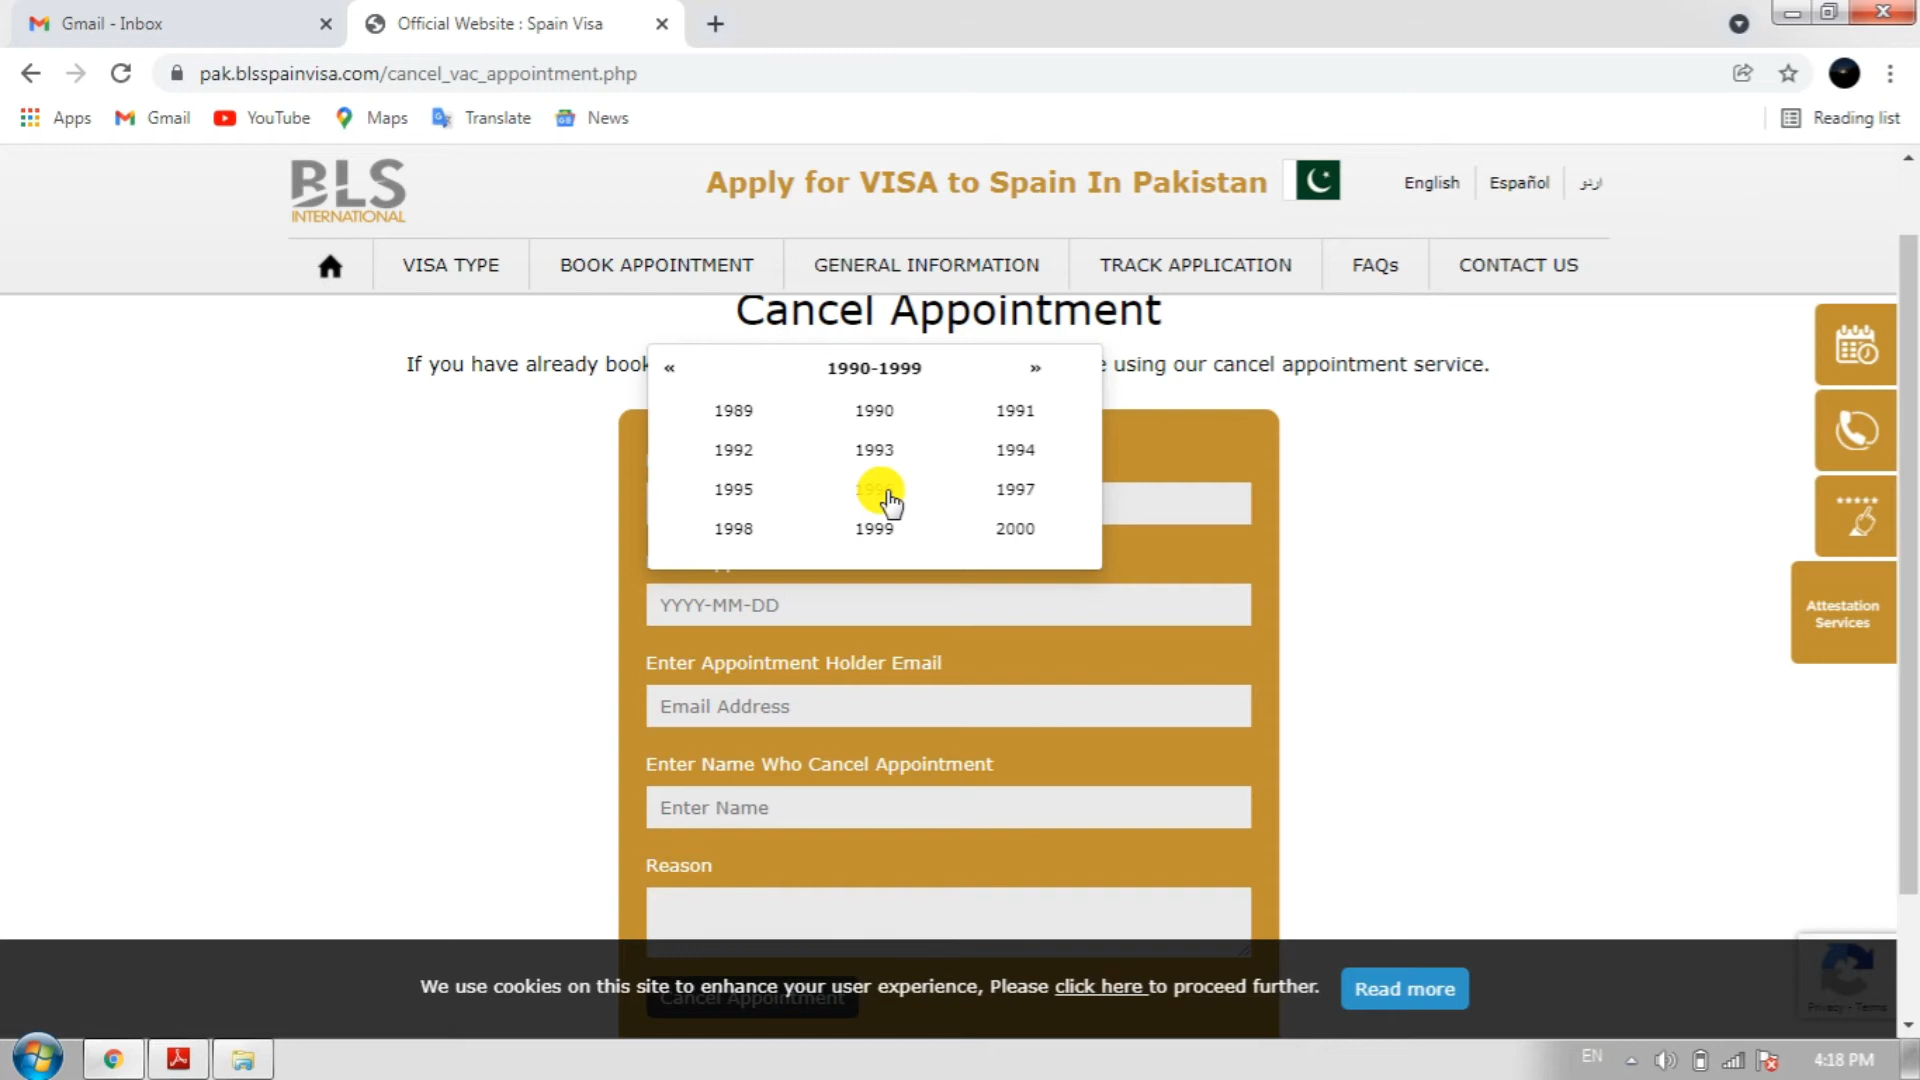 Gmail - Inbox
Official Website : Spain Visa
pak.blsspainvisa.com/cancel_vac_appointment.php
Apps
Gmail
YouTube
Maps
Translate
News
Reading list
BLS
INTERNATIONAL
Apply for VISA to Spain In Pakistan
English
Español
اردو
VISA TYPE
BOOK APPOINTMENT
GENERAL INFORMATION
TRACK APPLICATION
FAQs
CONTACT US
Cancel Appointment
If you have already book
using our cancel appointment service.
« 1990-1999 »
1989 1990 1991
1992 1993 1994
1995 1996 1997
1998 1999 2000
YYYY-MM-DD
Enter Appointment Holder Email
Email Address
Enter Name Who Cancel Appointment
Enter Name
Reason
Attestation
Services
We use cookies on this site to enhance your user experience, Please click here to proceed further.
Read more
Cancel Appointment
Privacy - Terms
EN
4:18 PM